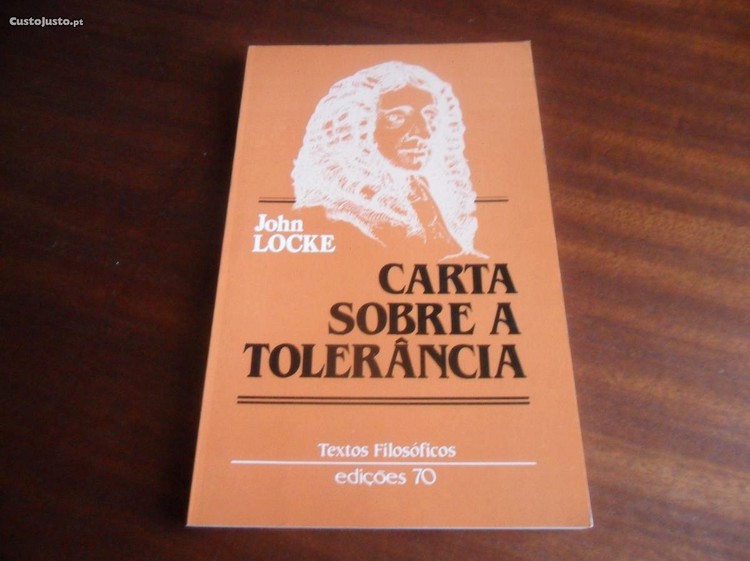 CustoJusto.pt
John
LOCKE
CARTA
SOBRE A
TOLERÂNCIA
Textos Filosóficos
edições 70